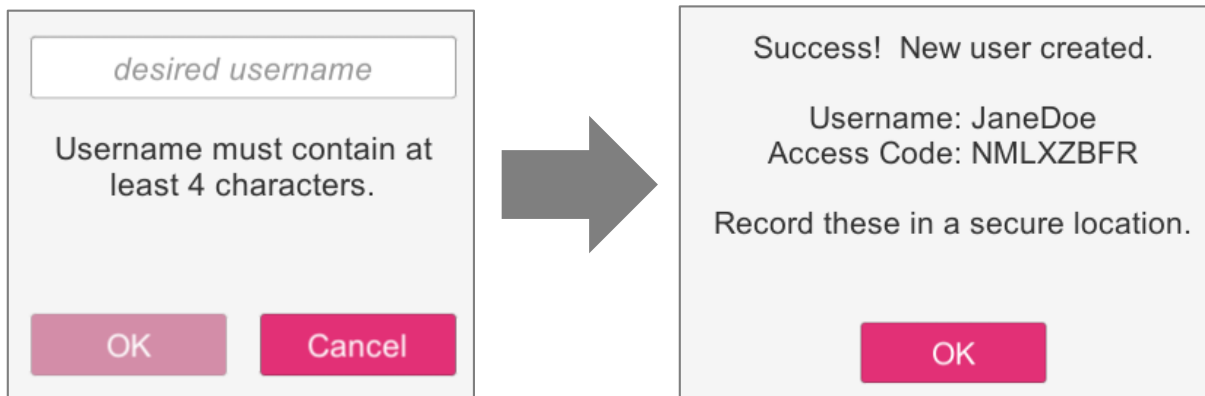 desired username
Username must contain at
least 4 characters.
OK
Cancel
Success!  New user created.
Username: JaneDoe
Access Code: NMLXZBFR
Record these in a secure location.
OK